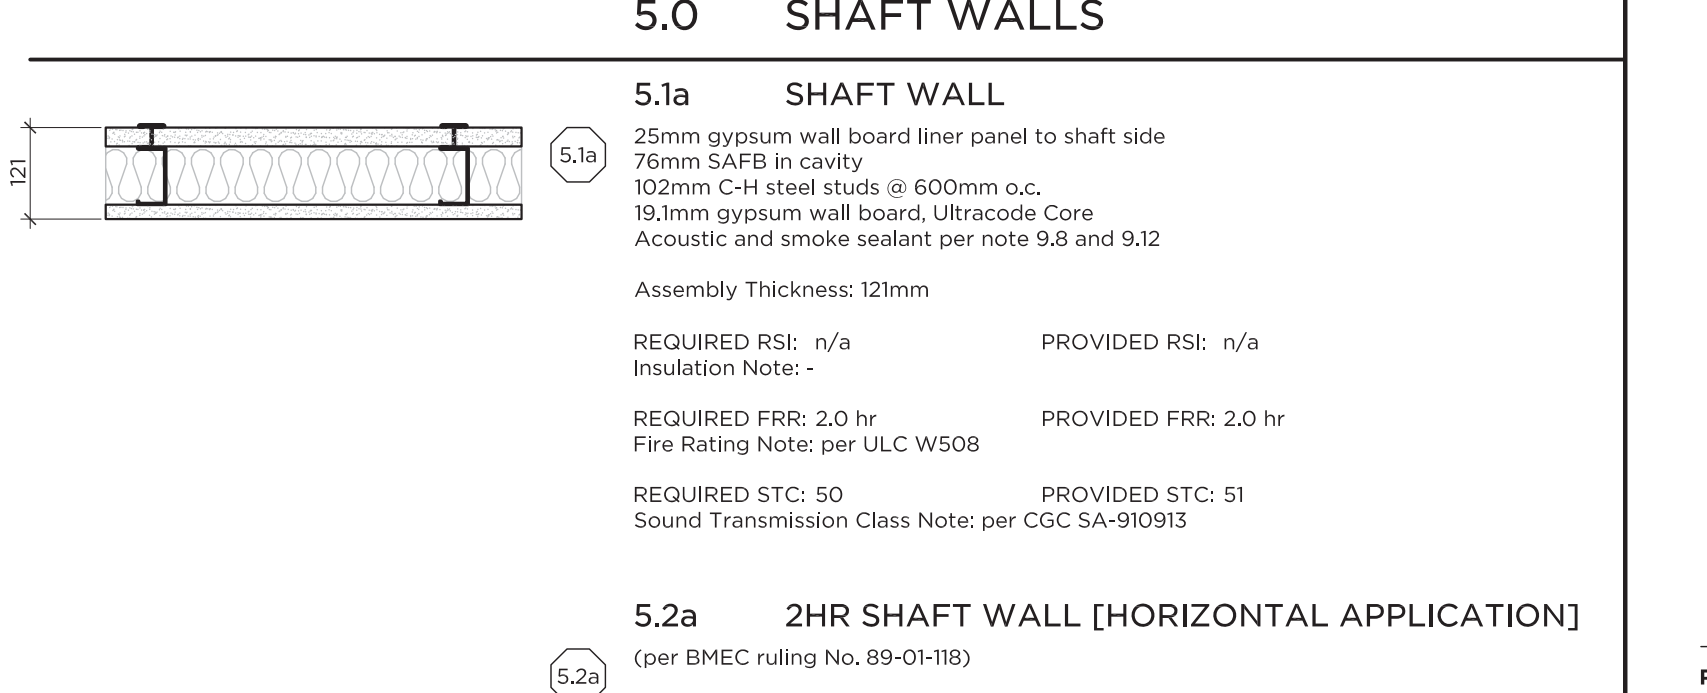 5.0 SHAFT WALLS
5.1a SHAFT WALL
121
5.1a
25mm gypsum wall board liner panel to shaft side
76mm SAFB in cavity
102mm C-H steel studs @ 600mm o.c.
19.1mm gypsum wall board, Ultracode Core
Acoustic and smoke sealant per note 9.8 and 9.12
Assembly Thickness: 121mm
REQUIRED RSI: n/a PROVIDED RSI: n/a
Insulation Note: -
REQUIRED FRR: 2.0 hr PROVIDED FRR: 2.0 hr
Fire Rating Note: per ULC W508
REQUIRED STC: 50 PROVIDED STC: 51
Sound Transmission Class Note: per CGC SA-910913
5.2a 2HR SHAFT WALL [HORIZONTAL APPLICATION]
5.2a
(per BMEC ruling No. 89-01-118)